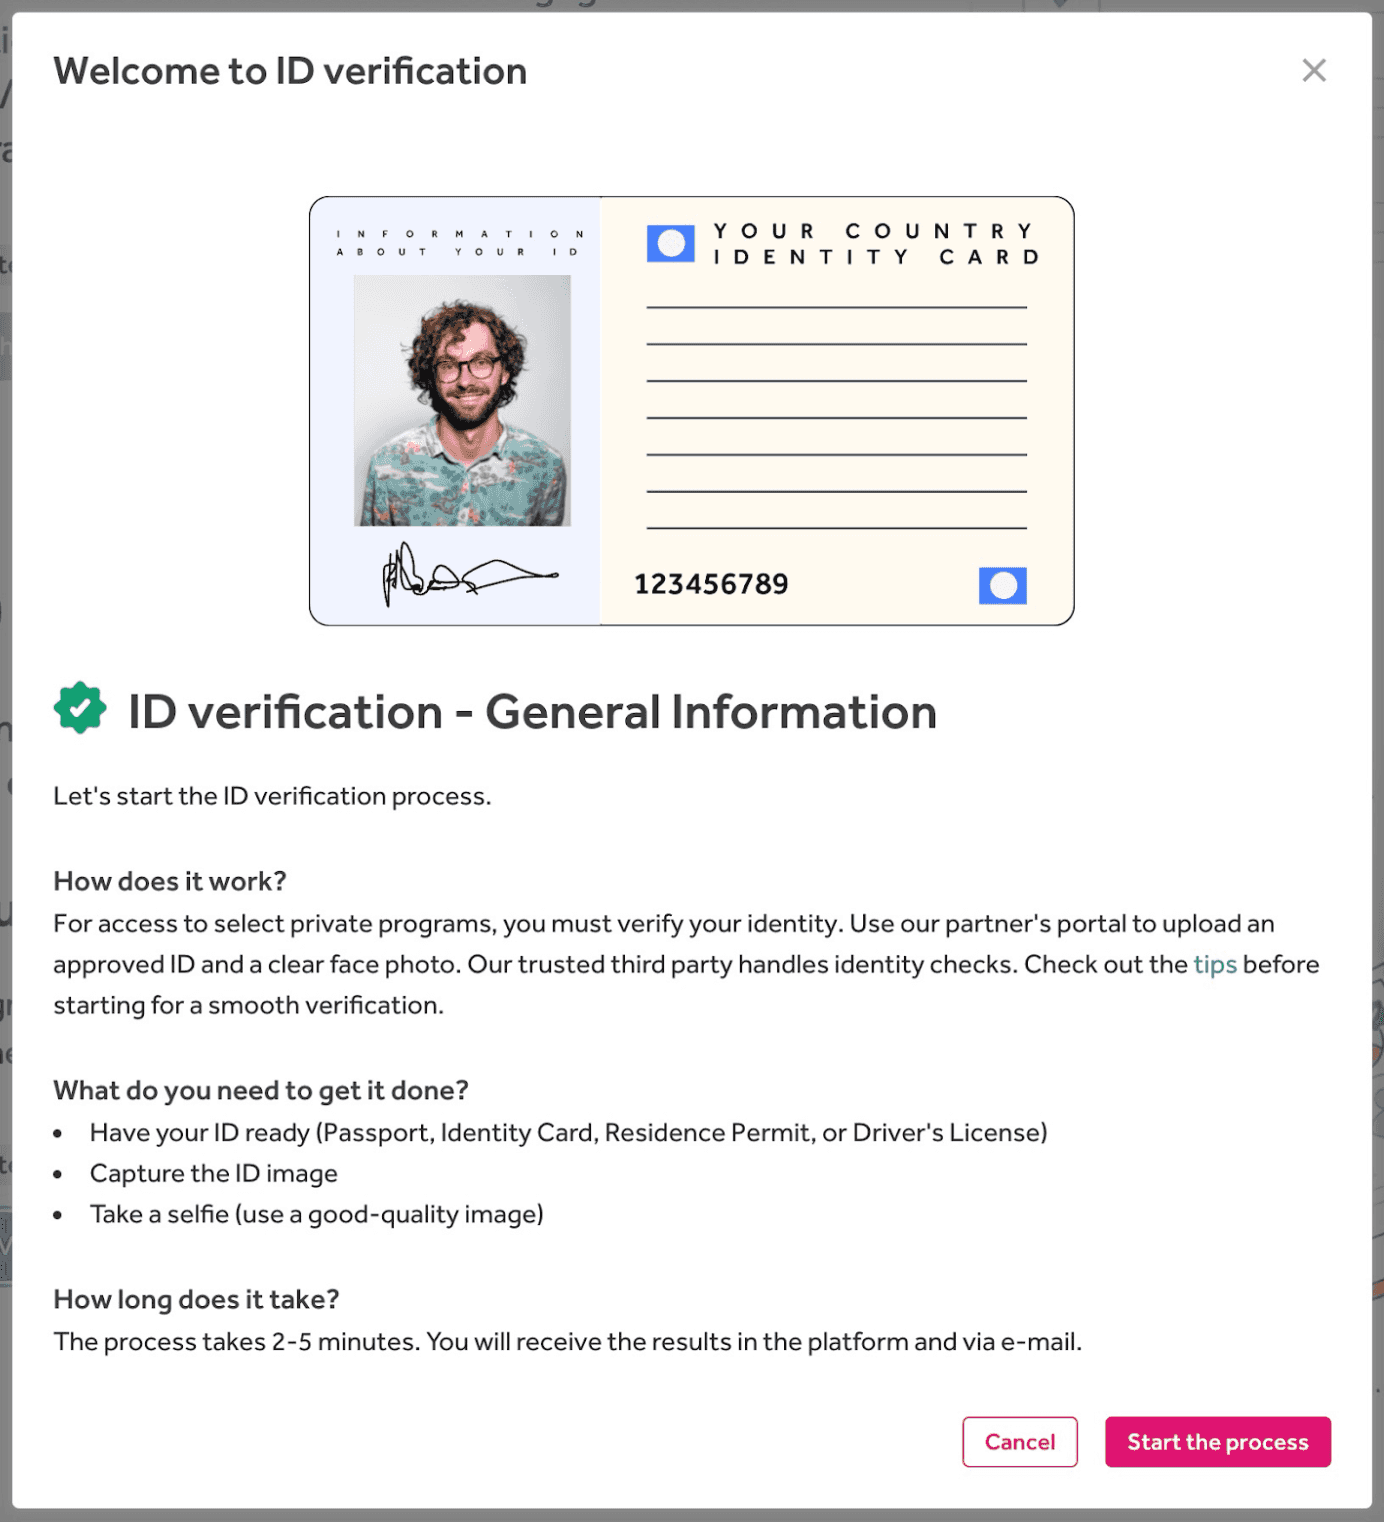 Welcome to ID verification
INFORMATION
ABOUT YOUR ID
YOUR COUNTRY
IDENTITY CARD
123456789
ID verification - General Information
Let's start the ID verification process.
How does it work?
For access to select private programs, you must verify your identity. Use our partner's portal to upload an
approved ID and a clear face photo. Our trusted third party handles identity checks. Check out the tips before
starting for a smooth verification.
What do you need to get it done?
• Have your ID ready (Passport, Identity Card, Residence Permit, or Driver's License)
• Capture the ID image
• Take a selfie (use a good-quality image)
How long does it take?
The process takes 2-5 minutes. You will receive the results in the platform and via e-mail.
Cancel
Start the process